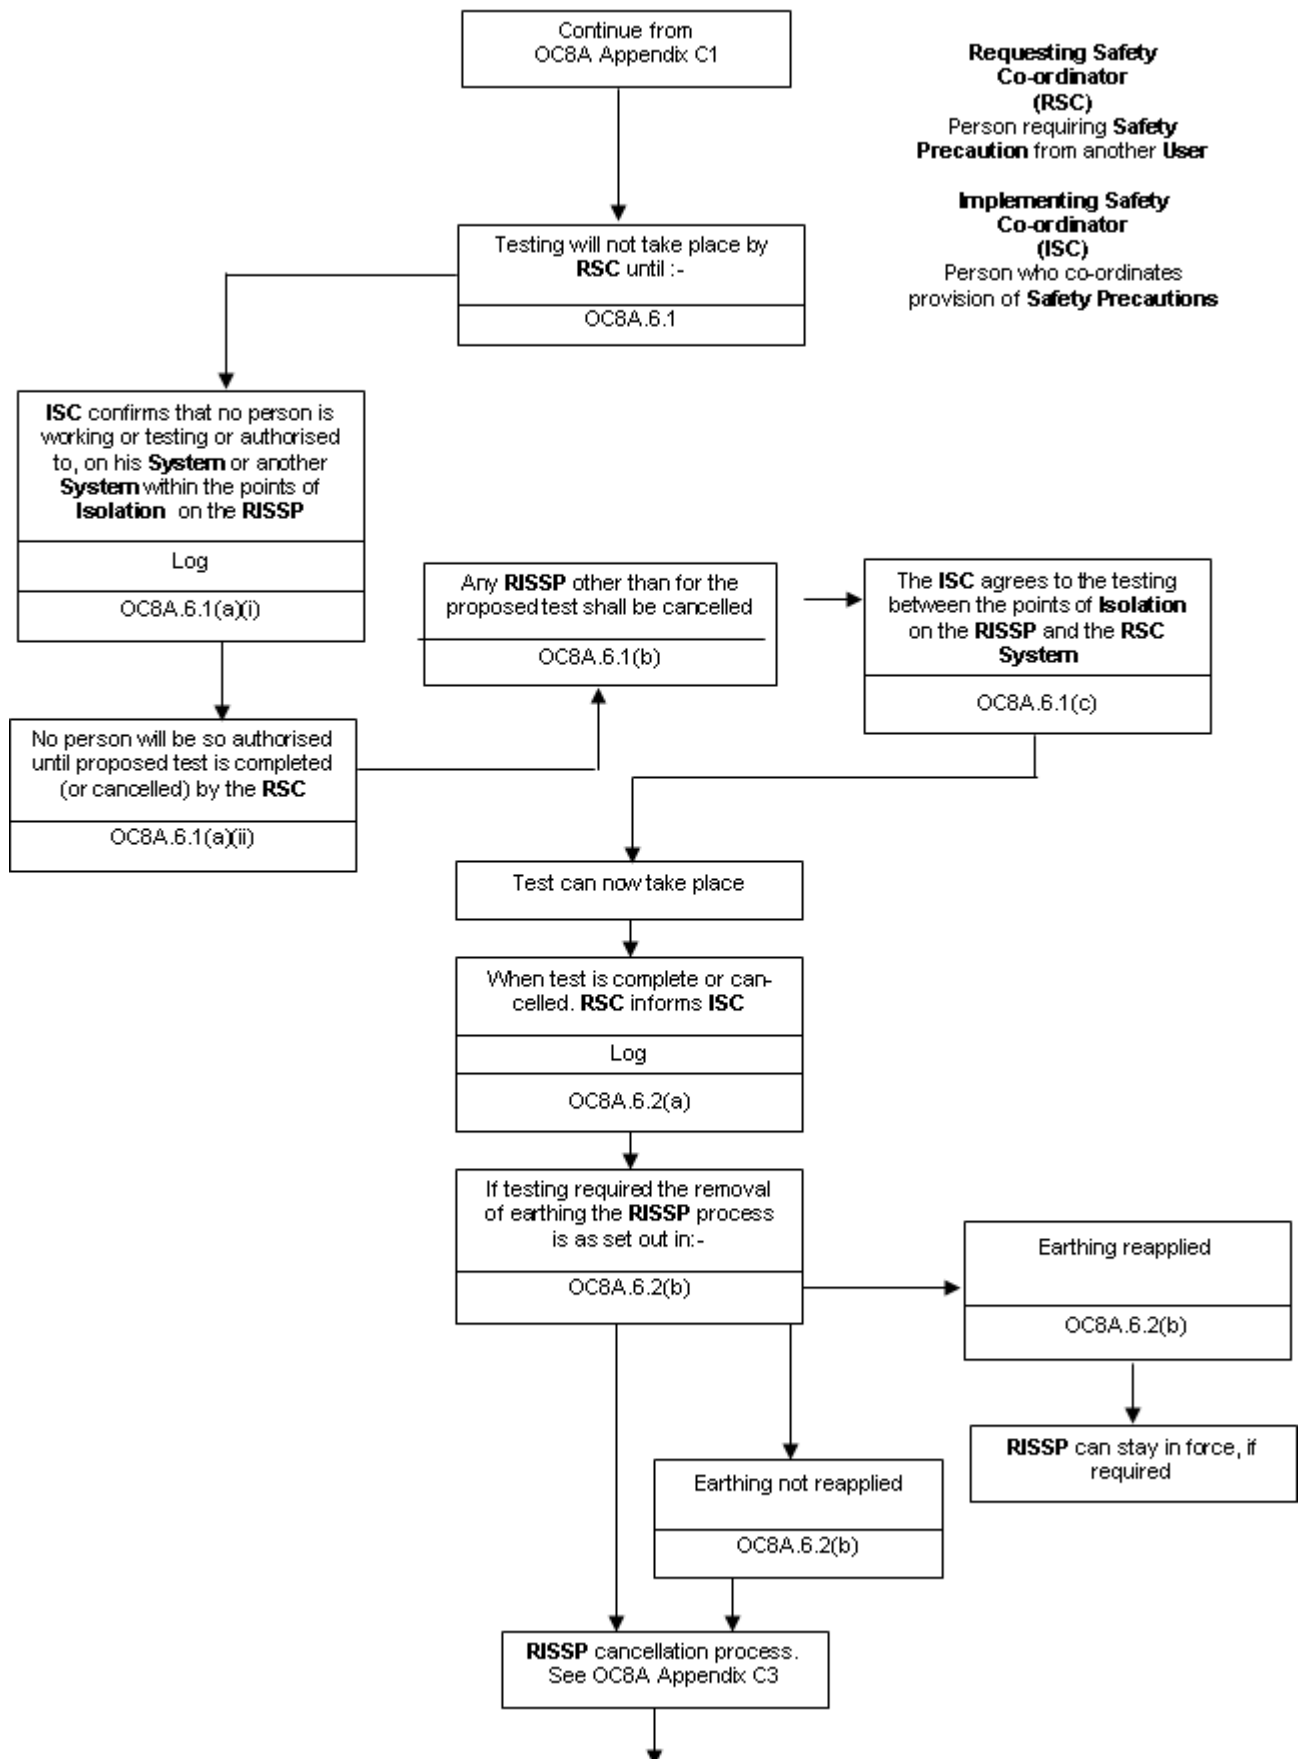 Continue from
OC8A Appendix C1
Requesting Safety
Co-ordinator
(RSC)
Person requiring Safety
Precaution from another User
Implementing Safety
Co-ordinator
(ISC)
Person who co-ordinates
provision of Safety Precautions
Testing will not take place by
RSC until :-
OC8A.6.1
ISC confirms that no person is
working or testing or authorised
to, on his System or another
System within the points of
Isolation on the RISSP
Log
OC8A.6.1(a)(i)
No person will be so authorised
until proposed test is completed
(or cancelled) by the RSC
OC8A.6.1(a)(ii)
Any RISSP other than for the
proposed test shall be cancelled
OC8A.6.1(b)
The ISC agrees to the testing
between the points of Isolation
on the RISSP and the RSC
System
OC8A.6.1(c)
Test can now take place
When test is complete or can-
celled. RSC informs ISC
Log
OC8A.6.2(a)
If testing required the removal
of earthing the RISSP process
is as set out in:-
OC8A.6.2(b)
Earthing reapplied
OC8A.6.2(b)
RISSP can stay in force, if
required
Earthing not reapplied
OC8A.6.2(b)
RISSP cancellation process.
See OC8A Appendix C3